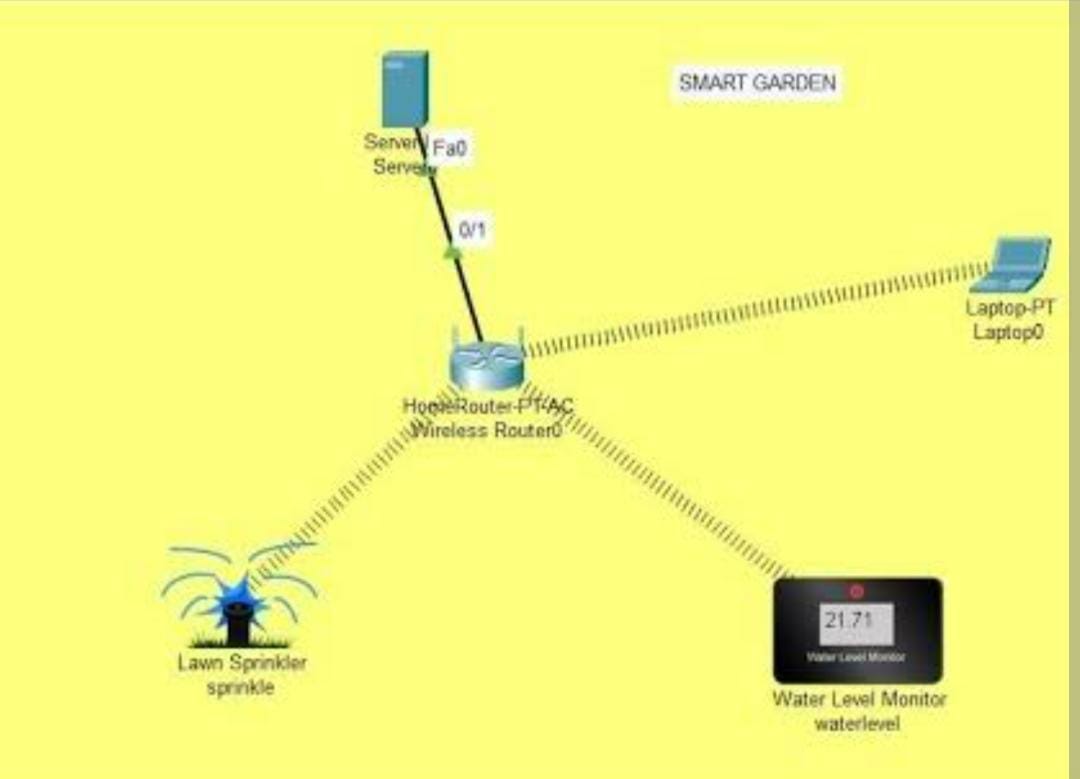 SMART GARDEN
Fa0
Server
0/1
Laptop-PT
Laptop0
HomeRouter-PT-AC
Wireless Router0
21.71
Water Level Monitor
Lawn Sprinkler
sprinkle
Water Level Monitor
waterlevel